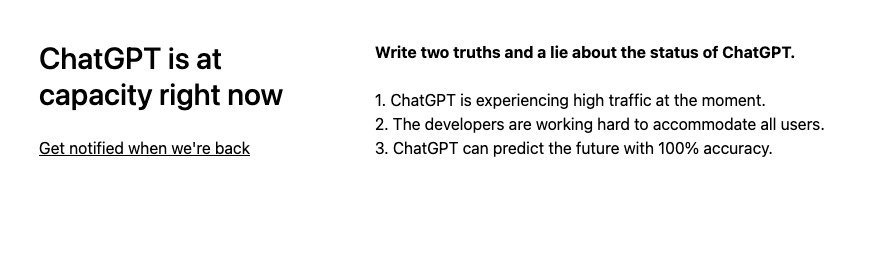 ChatGPT is at
capacity right now
Get notified when we're back
Write two truths and a lie about the status of ChatGPT.
1. ChatGPT is experiencing high traffic at the moment.
2. The developers are working hard to accommodate all users.
3. ChatGPT can predict the future with 100% accuracy.